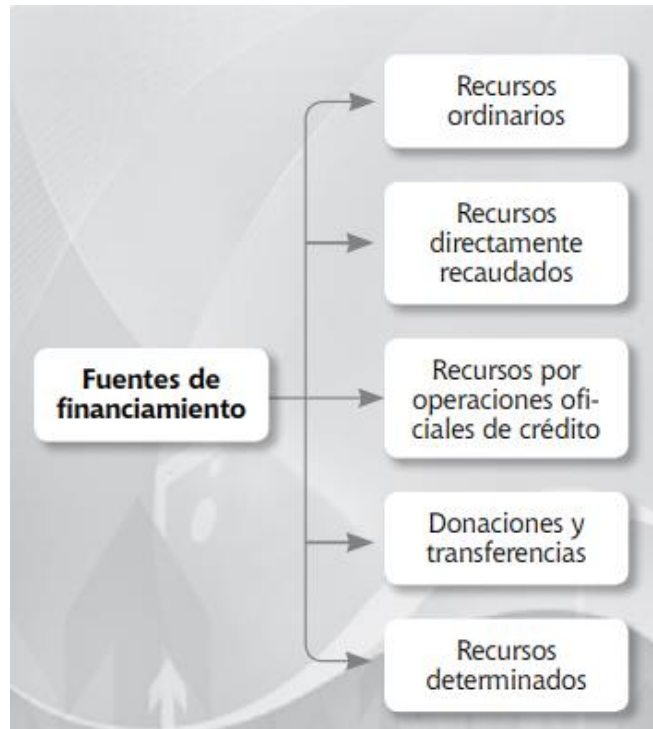 Recursos
ordinarios
Recursos
directamente
recaudados
Fuentes de
financiamiento
Recursos por
operaciones ofi-
ciales de crédito
Donaciones y
transferencias
Recursos
determinados